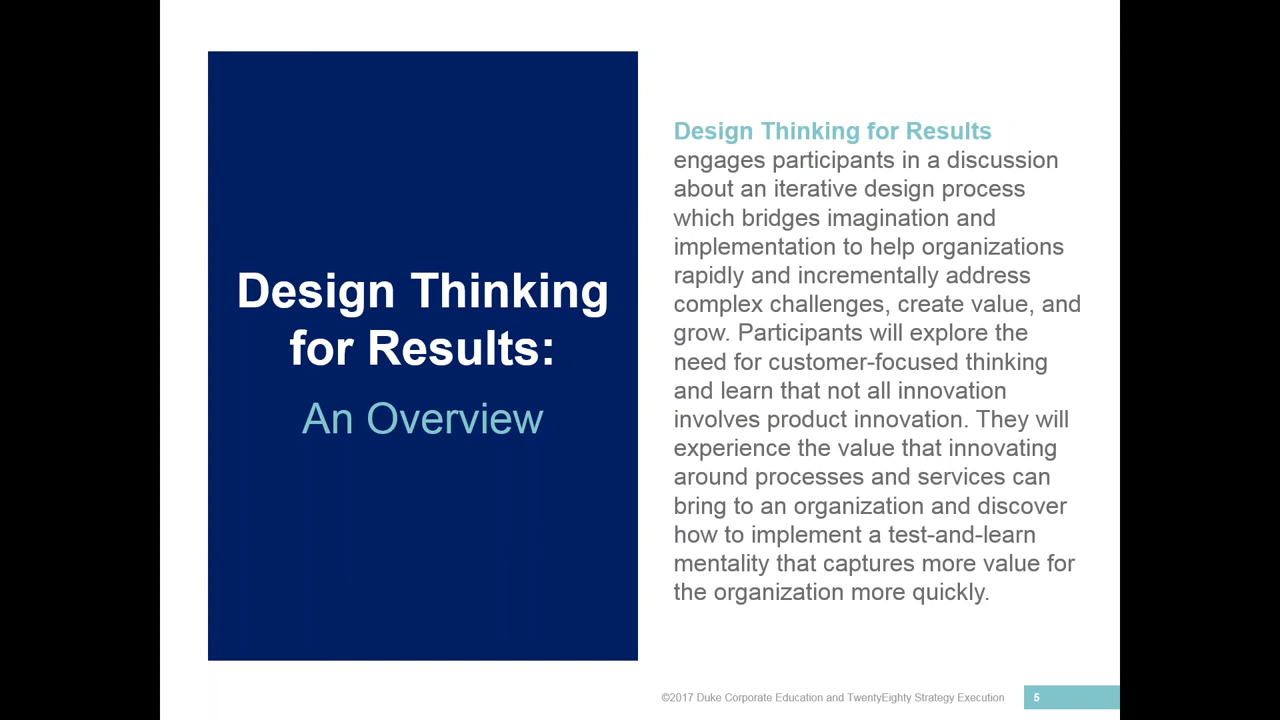 Design Thinking
for Results:
An Overview
Design Thinking for Results
engages participants in a discussion
about an iterative design process
which bridges imagination and
implementation to help organizations
rapidly and incrementally address
complex challenges, create value, and
grow. Participants will explore the
need for customer-focused thinking
and learn that not all innovation
involves product innovation. They will
experience the value that innovating
around processes and services can
bring to an organization and discover
how to implement a test-and-learn
mentality that captures more value for
the organization more quickly.
©2017 Duke Corporate Education and TwentyEighty Strategy Execution
5